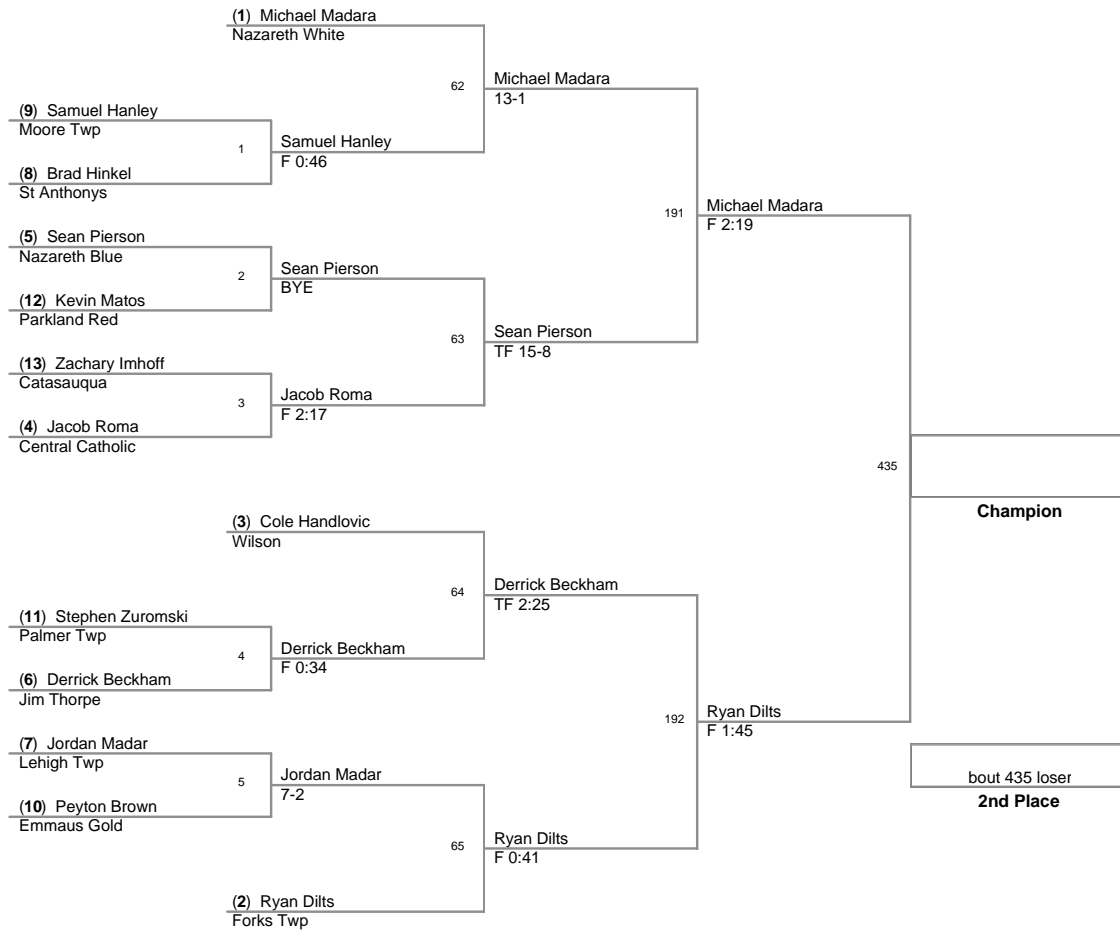 (1) Michael Madara
Nazareth White
62
Michael Madara
13-1
(9) Samuel Hanley
Moore Twp
1
Samuel Hanley
F 0:46
(8) Brad Hinkel
St Anthonys
191
Michael Madara
F 2:19
(5) Sean Pierson
Nazareth Blue
2
Sean Pierson
BYE
(12) Kevin Matos
Parkland Red
63
Sean Pierson
TF 15-8
(13) Zachary Imhoff
Catasauqua
3
Jacob Roma
F 2:17
(4) Jacob Roma
Central Catholic
435
Champion
(3) Cole Handlovic
Wilson
64
Derrick Beckham
TF 2:25
(11) Stephen Zuromski
Palmer Twp
4
Derrick Beckham
F 0:34
(6) Derrick Beckham
Jim Thorpe
192
Ryan Dilts
F 1:45
(7) Jordan Madar
Lehigh Twp
5
Jordan Madar
7-2
(10) Peyton Brown
Emmaus Gold
bout 435 loser
2nd Place
65
Ryan Dilts
F 0:41
(2) Ryan Dilts
Forks Twp